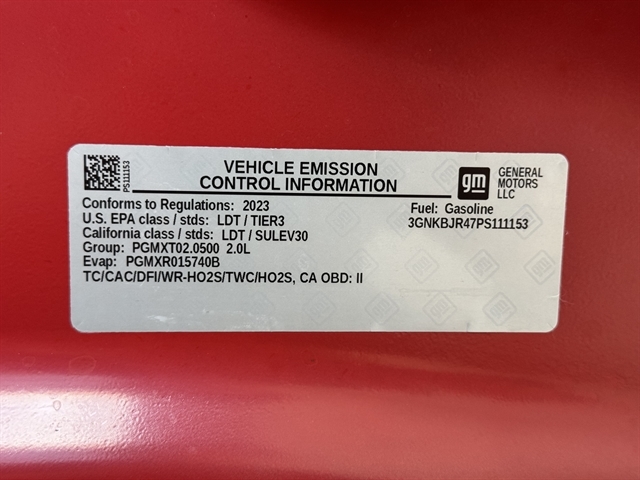 PS111153
VEHICLE EMISSION
CONTROL INFORMATION
gm
GENERAL
MOTORS
LLC
Conforms to Regulations: 2023
Fuel: Gasoline
U.S. EPA class / stds: LDT / TIER3
3GNKBJR47PS111153
California class / stds: LDT / SULEV30
Group: PGMXT02.0500 2.0L
Evap: PGMXR015740B
TC/CAC/DFI/WR-HO2S/TWC/HO2S, CA OBD: II